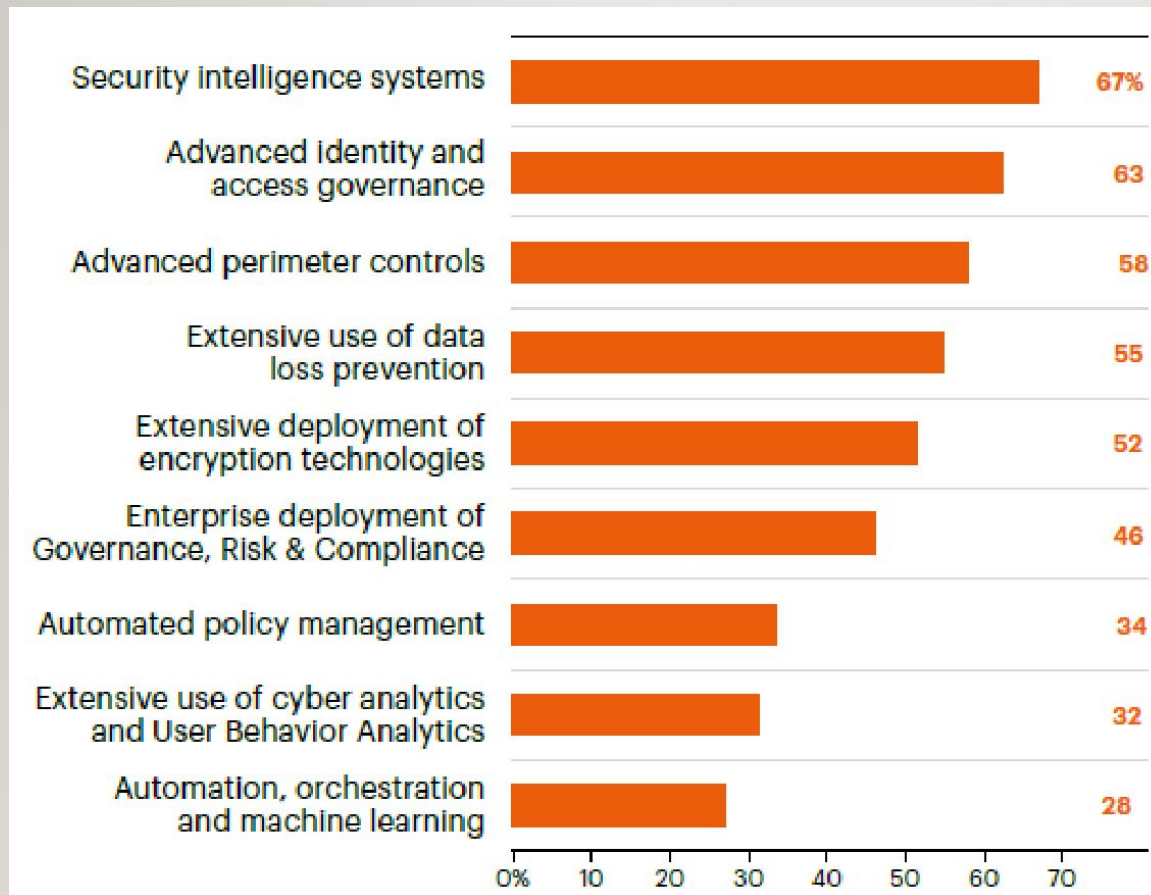 Security intelligence systems 67%
Advanced identity and
access governance 63
Advanced perimeter controls 58
Extensive use of data
loss prevention 55
Extensive deployment of
encryption technologies 52
Enterprise deployment of
Governance, Risk & Compliance 46
Automated policy management 34
Extensive use of cyber analytics
and User Behavior Analytics 32
Automation, orchestration
and machine learning 28
0% 10 20 30 40 50 60 70